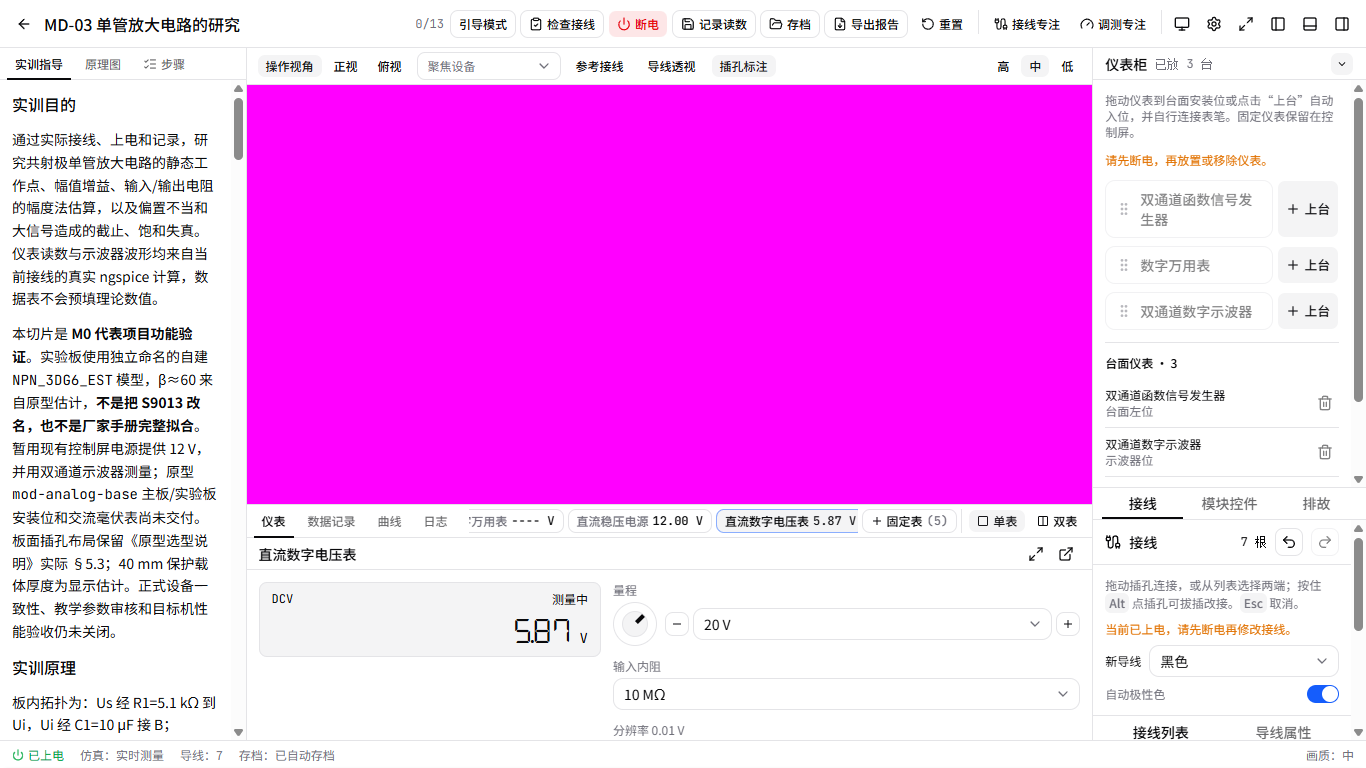 MD-03 单管放大电路的研究
0/13
引导模式
检查接线
断电
记录读数
存档
导出报告
重置
接线专注
调测专注
实训指导
原理图
步骤
操作视角
正视
俯视
聚焦设备
参考接线
导线透视
插孔标注
高
中
低
仪表柜 已放 3 台
实训目的
通过实际接线、上电和记录，研
究共射极单管放大电路的静态工
作点、幅值增益、输入/输出电阻
的幅度法估算，以及偏置不当和
大信号造成的截止、饱和失真。
仪表读数与示波器波形均来自当
前接线的真实 ngspice 计算，数
据表不会预填理论数值。
本切片是 M0 代表项目功能验
证。实验板使用独立命名的自建
NPN_3DG6_EST 模型，β≈60 来
自原型估计，不是把 S9013 改
名，也不是厂家手册完整拟合。
暂用现有控制屏电源提供 12 V，
并用双通道示波器测量；原型
mod-analog-base 主板/实验板
安装位和交流毫伏表尚未交付。
板面插孔布局保留《原型选型说
明》实际 §5.3；40 mm 保护载
体厚度为显示估计。正式设备一
致性、教学参数审核和目标机性
能验收仍未关闭。
实训原理
板内拓扑为：Us 经 R1=5.1 kΩ 到
Ui，Ui 经 C1=10 µF 接 B；
仪表
数据记录
曲线
日志
万用表 ---- V
直流稳压电源 12.00 V
直流数字电压表 5.87 V
固定表 (5)
单表
双表
直流数字电压表
DCV
测量中
5.87 V
量程
20 V
输入内阻
10 MΩ
分辨率 0.01 V
拖动仪表到台面安装位或点击“上台”自动
入位，并自行连接表笔。固定仪表保留在控
制屏。
请先断电，再放置或移除仪表。
双通道函数信号发
生器
上台
数字万用表
上台
双通道数字示波器
上台
台面仪表 · 3
双通道函数信号发生器
台面左位
双通道数字示波器
示波器位
接线
模块控件
排故
接线
7 根
拖动插孔连接，或从列表选择两端；按住
Alt 点插孔可拔插改接。 Esc 取消。
当前已上电，请先断电再修改接线。
新导线
黑色
自动极性色
接线列表
导线属性
已上电
仿真：实时测量
导线：7
存档：已自动存档
画质：中